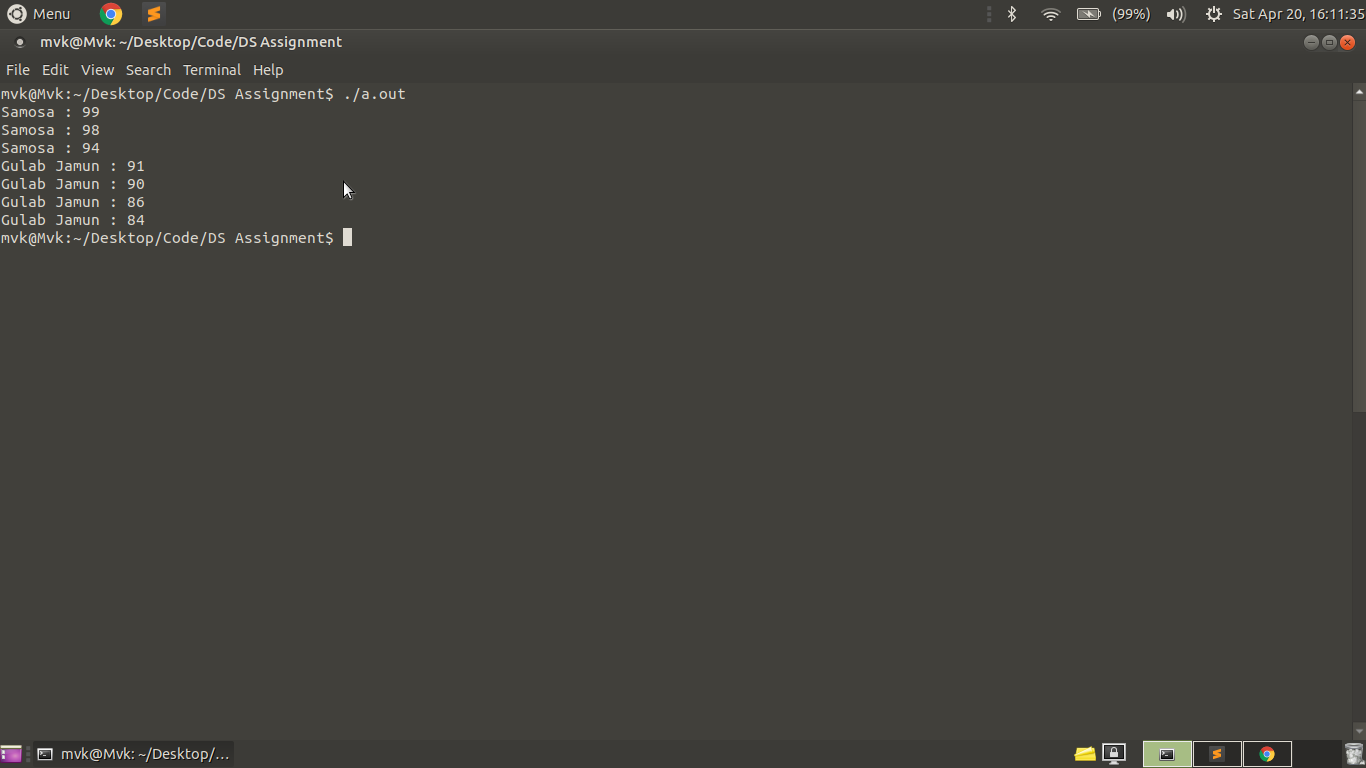 Menu (99%) Sat Apr 20, 16:11:35
mvk@Mvk: ~/Desktop/Code/DS Assignment
File Edit View Search Terminal Help
mvk@Mvk:~/Desktop/Code/DS Assignment$ ./a.out
Samosa : 99
Samosa : 98
Samosa : 94
Gulab Jamun : 91
Gulab Jamun : 90
Gulab Jamun : 86
Gulab Jamun : 84
mvk@Mvk:~/Desktop/Code/DS Assignment$
mvk@Mvk: ~/Desktop/...